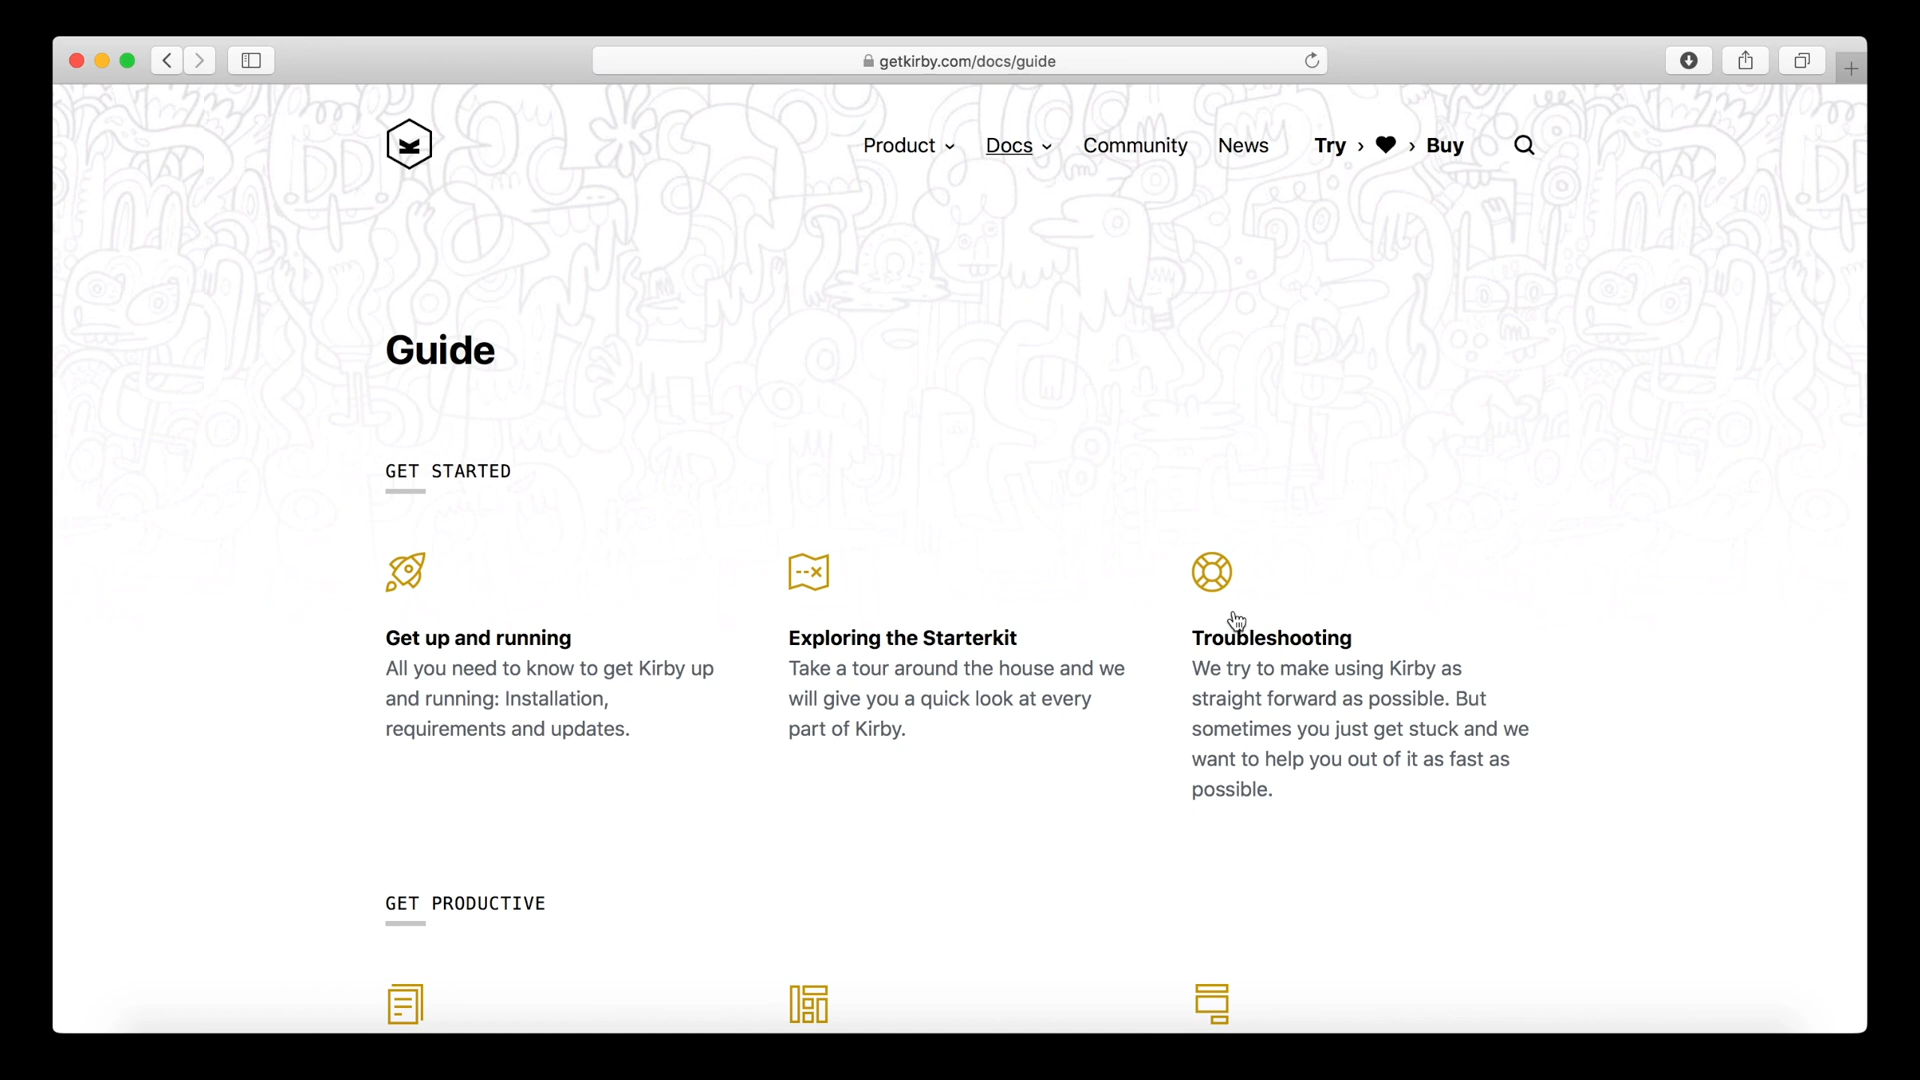 getkirby.com/docs/guide
Product Docs Community News Try › ♥ › Buy
Guide
GET STARTED
Get up and running
All you need to know to get Kirby up
and running: Installation,
requirements and updates.
Exploring the Starterkit
Take a tour around the house and we
will give you a quick look at every
part of Kirby.
Troubleshooting
We try to make using Kirby as
straight forward as possible. But
sometimes you just get stuck and we
want to help you out of it as fast as
possible.
GET PRODUCTIVE